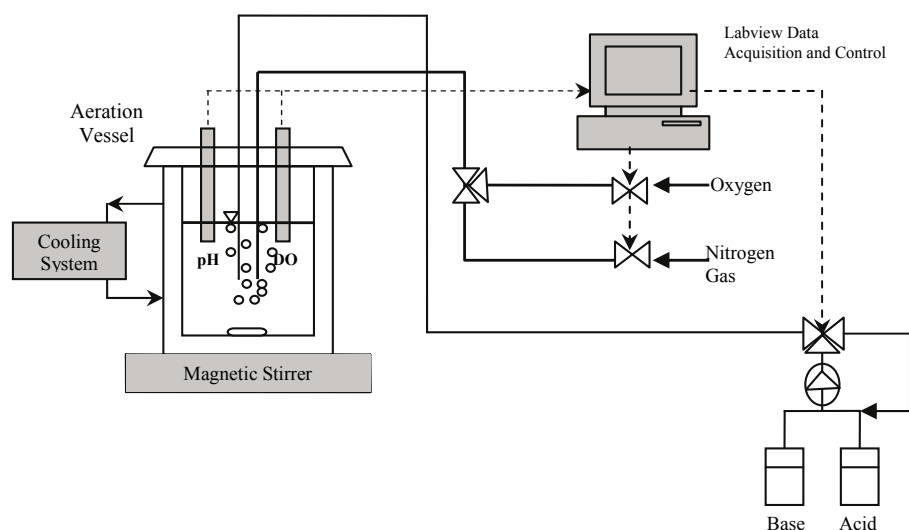 Labview Data
Acquisition and Control
Aeration
Vessel
Oxygen
Cooling
System
pH
DO
Nitrogen
Gas
Magnetic Stirrer
Base
Acid